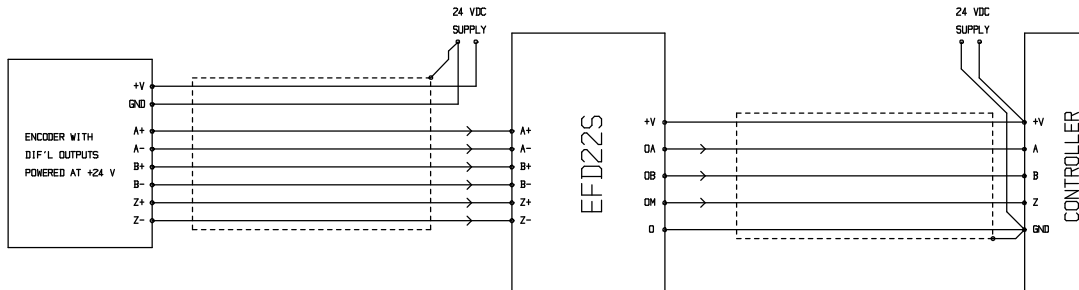 24 VDC
SUPPLY
24 VDC
SUPPLY
ENCODER WITH
DIF'L OUTPUTS
POWERED AT +24 V
+V
GND
A+
A-
B+
B-
Z+
Z-
A+
A-
B+
B-
Z+
Z-
EFD22S
+V
OA
OB
OM
0
+V
A
B
Z
GND
CONTROLLER